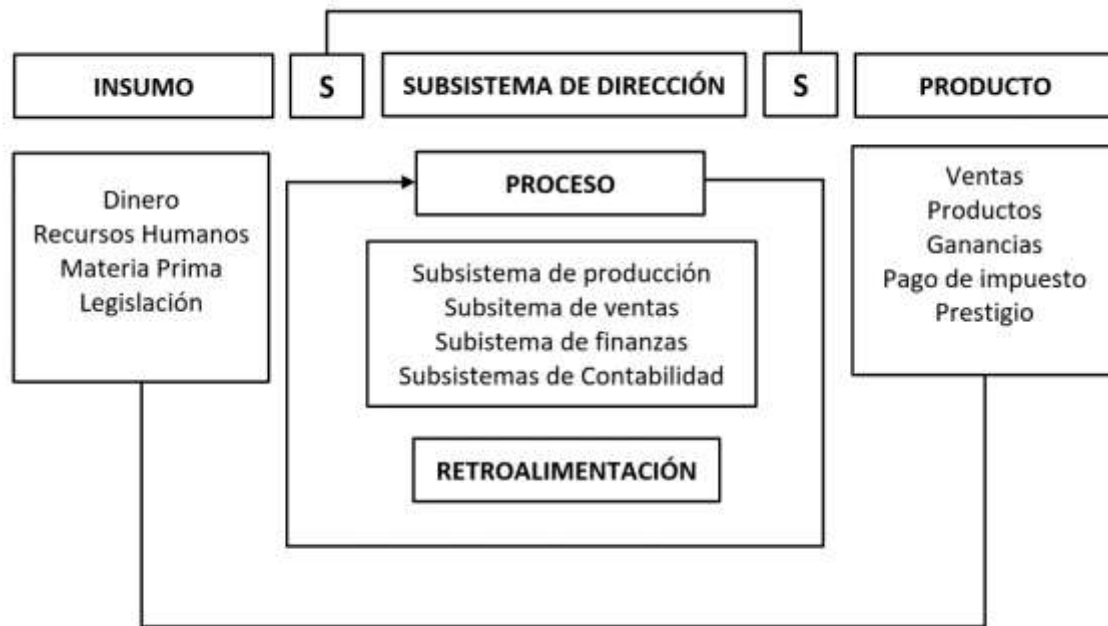 INSUMO
S
SUBSISTEMA DE DIRECCIÓN
S
PRODUCTO
Dinero
Recursos Humanos
Materia Prima
Legislación
PROCESO
Subsistema de producción
Subsitema de ventas
Subistema de finanzas
Subsistemas de Contabilidad
RETROALIMENTACIÓN
Ventas
Productos
Ganancias
Pago de impuesto
Prestigio